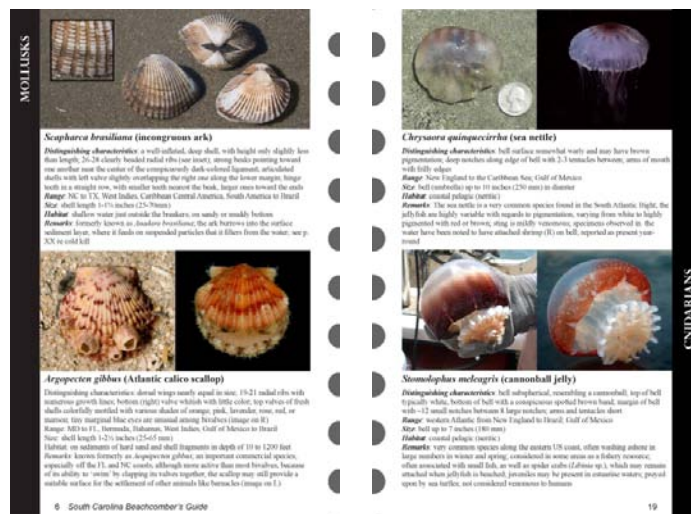 MOLLUSKS
Scapharca brasiliana (incongruous ark)
Distinguishing characteristics: a well-inflated, deep shell, with height only slightly less
than length; 26-28 clearly beaded radial ribs (see inset); strong beaks pointing toward
one another near the center of the conspicuously dark-colored ligament; articulated
shells with left valve slightly overlapping the right one along the lower margin; hinge
teeth in a straight row, with smaller teeth nearest the beak, larger ones toward the ends
Range: NC to TX, West Indies, Caribbean Central America, South America to Brazil
Size: shell length 1-1½ inches (25-70mm)
Habitat: shallow water just outside the breakers, on sandy or muddy bottom
Remarks: formerly known as Anadara brasiliana; the ark burrows into the surface
sediment layer, where it feeds on suspended particles that it filters from the water; see p.
XX re cold kill
Argopecten gibbus (Atlantic calico scallop)
Distinguishing characteristics: dorsal wings nearly equal in size; 19-21 radial ribs with
numerous growth lines; bottom (right) valve whitish with little color; top valves of fresh
shells colorfully mottled with various shades of orange, pink, lavender, rose, red, or
maroon; tiny marginal blue eyes are unusual among bivalves (image on R)
Range: MD to FL, Bermuda, Bahamas, West Indies, Gulf of Mexico to Brazil
Size: shell length 1-2½ inches (25-65 mm)
Habitat: on sediments of hard sand and shell fragments in depth of 10 to 1200 feet
Remarks: known formerly as Aequipecten gibbus, an important commercial species,
especially off the FL and NC coasts; although more active than most bivalves, because
of its ability to 'swim' by clapping its valves together, the scallop may still provide a
suitable surface for the settlement of other animals like barnacles (image on L)
6 South Carolina Beachcomber's Guide
Chrysaora quinquecirrha (sea nettle)
Distinguishing characteristics: bell surface somewhat warty and may have brown
pigmentation; deep notches along edge of bell with 2-3 tentacles between; arms of mouth
with frilly edges
Range: New England to the Caribbean Sea; Gulf of Mexico
Size: bell (umbrella) up to 10 inches (250 mm) in diameter
Habitat: coastal pelagic (neritic)
Remarks: The sea nettle is a very common species found in the South Atlantic Bight; the
jellyfish are highly variable with regards to pigmentation, varying from white to highly
pigmented with red or brown; sting is mildly venomous; specimens observed in the
water have been noted to have attached shrimp (R) on bell, reported as present year-
round
CNIDARIANS
Stomolophus meleagris (cannonball jelly)
Distinguishing characteristics: bell subspherical, resembling a cannonball; top of bell
typically white, bottom of bell with a conspicuous spotted brown band; margin of bell
with ~12 small notches between 8 large notches; arms and tentacles short
Range: western Atlantic from New England to Brazil; Gulf of Mexico
Size: bell up to 7 inches (180 mm)
Habitat: coastal pelagic (neritic)
Remarks: very common species along the eastern US coast, often washing ashore in
large numbers in winter and spring; considered in some areas as a fishery resource;
often associated with small fish, as well as spider crabs (Libinia sp.), which may remain
attached when jellyfish is beached; juveniles may be present in estuarine waters; preyed
upon by sea turtles; not considered venomous to humans
19